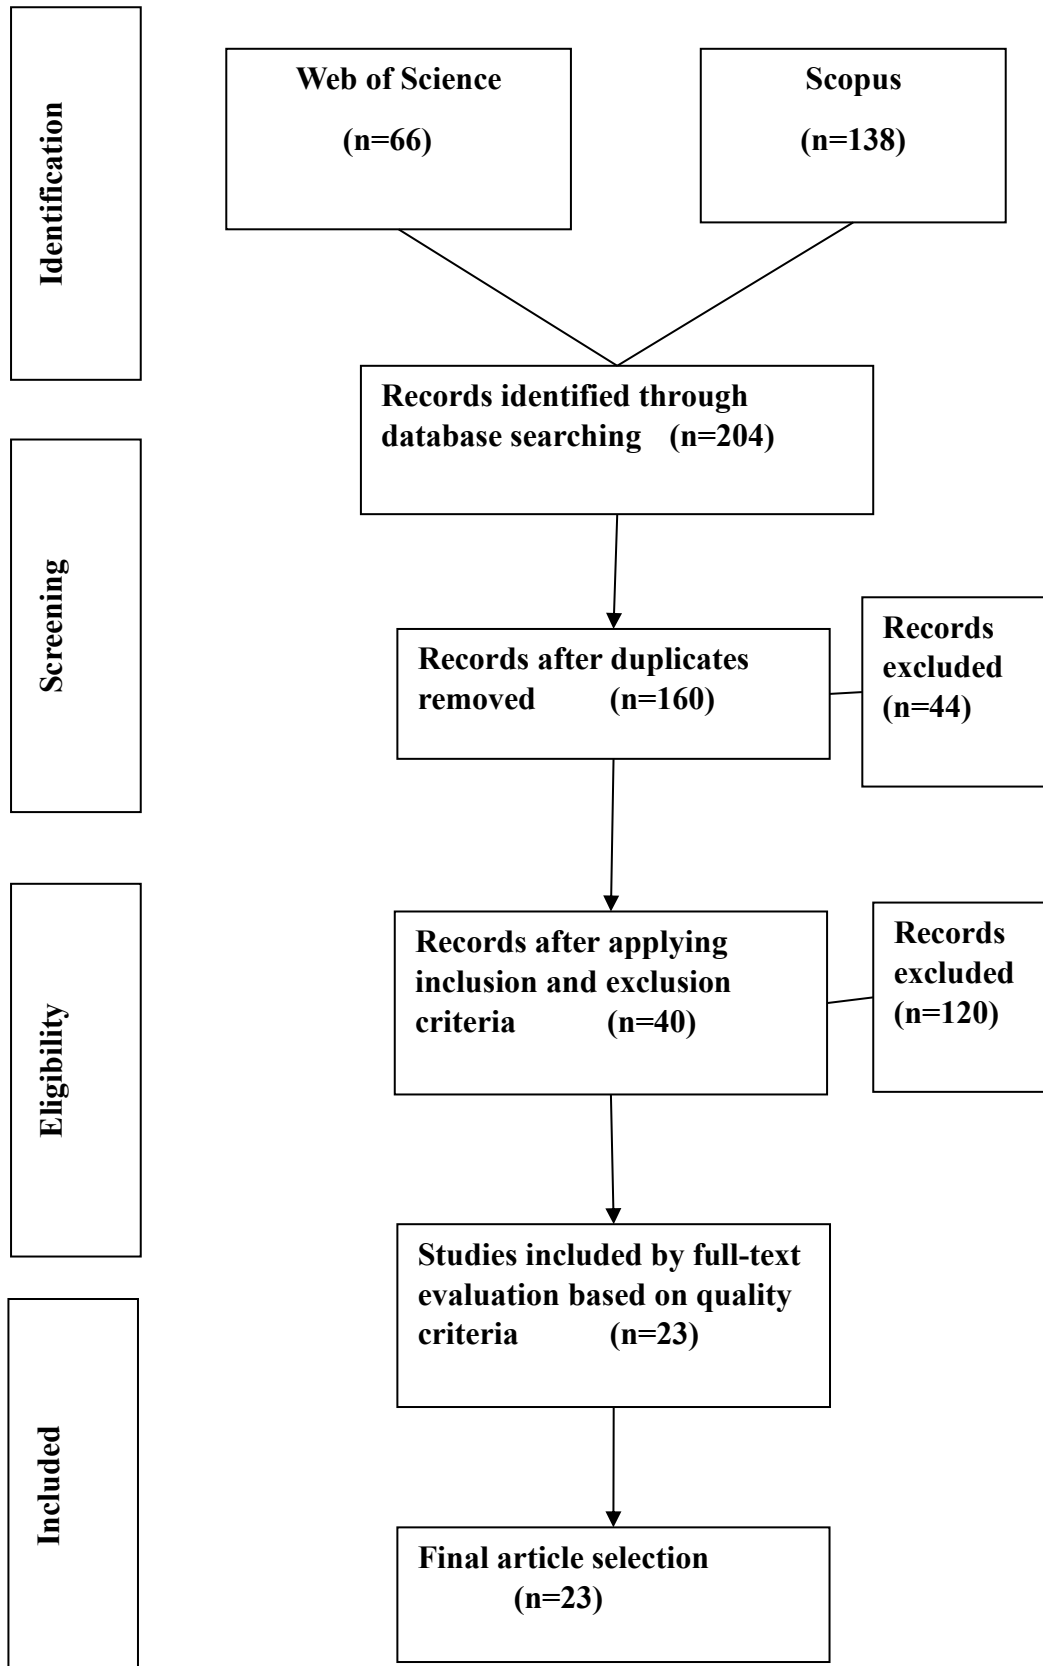 Identification
Web of Science
(n=66)
Scopus
(n=138)
Records identified through
database searching (n=204)
Screening
Records after duplicates
removed (n=160)
Records
excluded
(n=44)
Eligibility
Records after applying
inclusion and exclusion
criteria (n=40)
Records
excluded
(n=120)
Studies included by full-text
evaluation based on quality
criteria (n=23)
Included
Final article selection
(n=23)